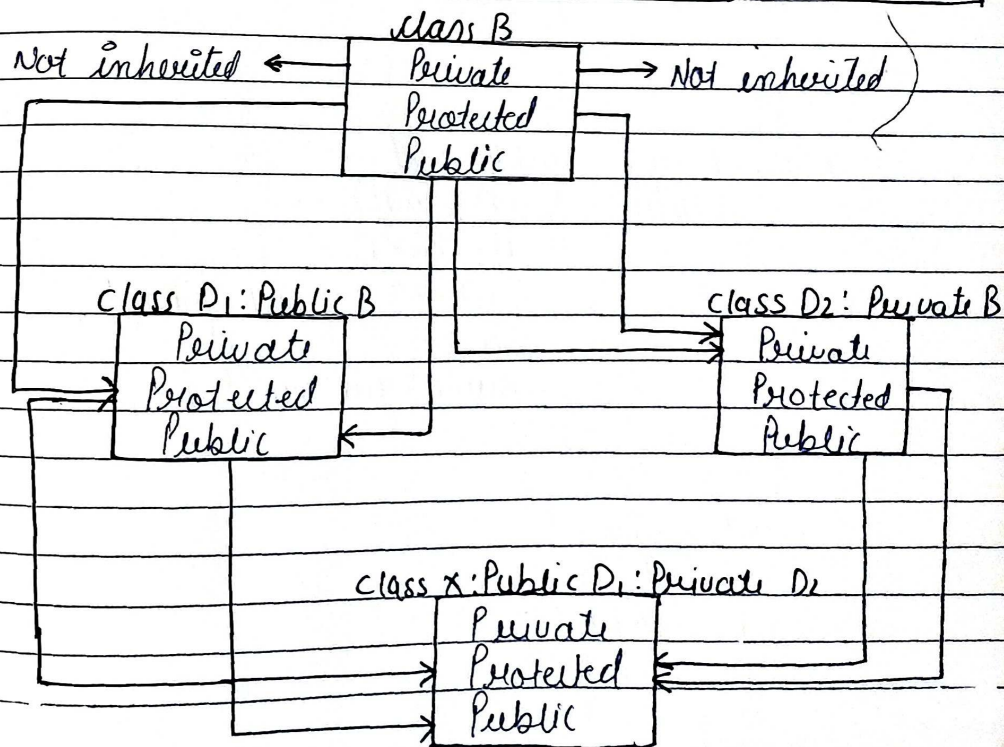 class B
Not inherited
Private
Not inherited
Protected
Public
class D1: Public B
class D2: Private B
Private
Private
Protected
Protected
Public
Public
class X: Public D1: Private D2
Private
Protected
Public